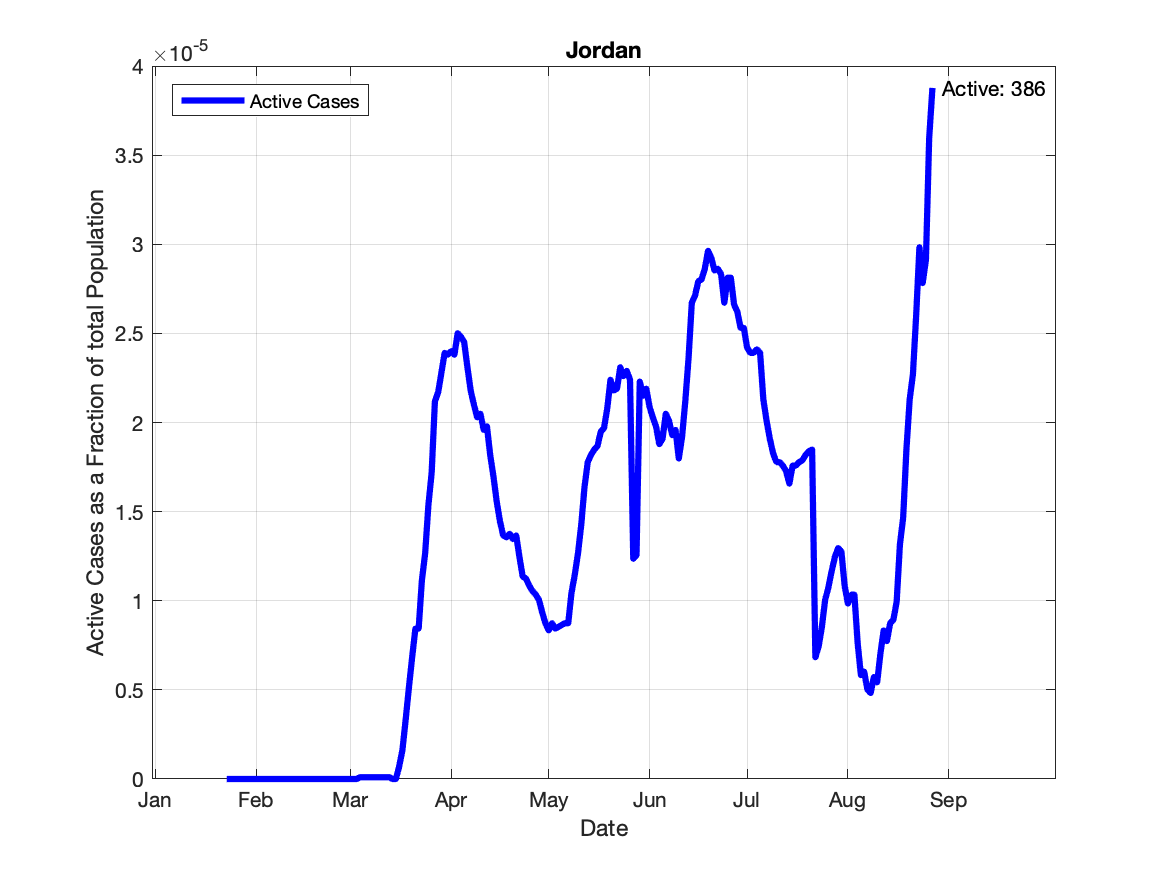 Jordan
×10-5
4
3.5
3
2.5
2
1.5
1
0.5
0
Active Cases as a Fraction of total Population
Active Cases
Active: 386
Jan Feb Mar Apr May Jun Jul Aug Sep
Date